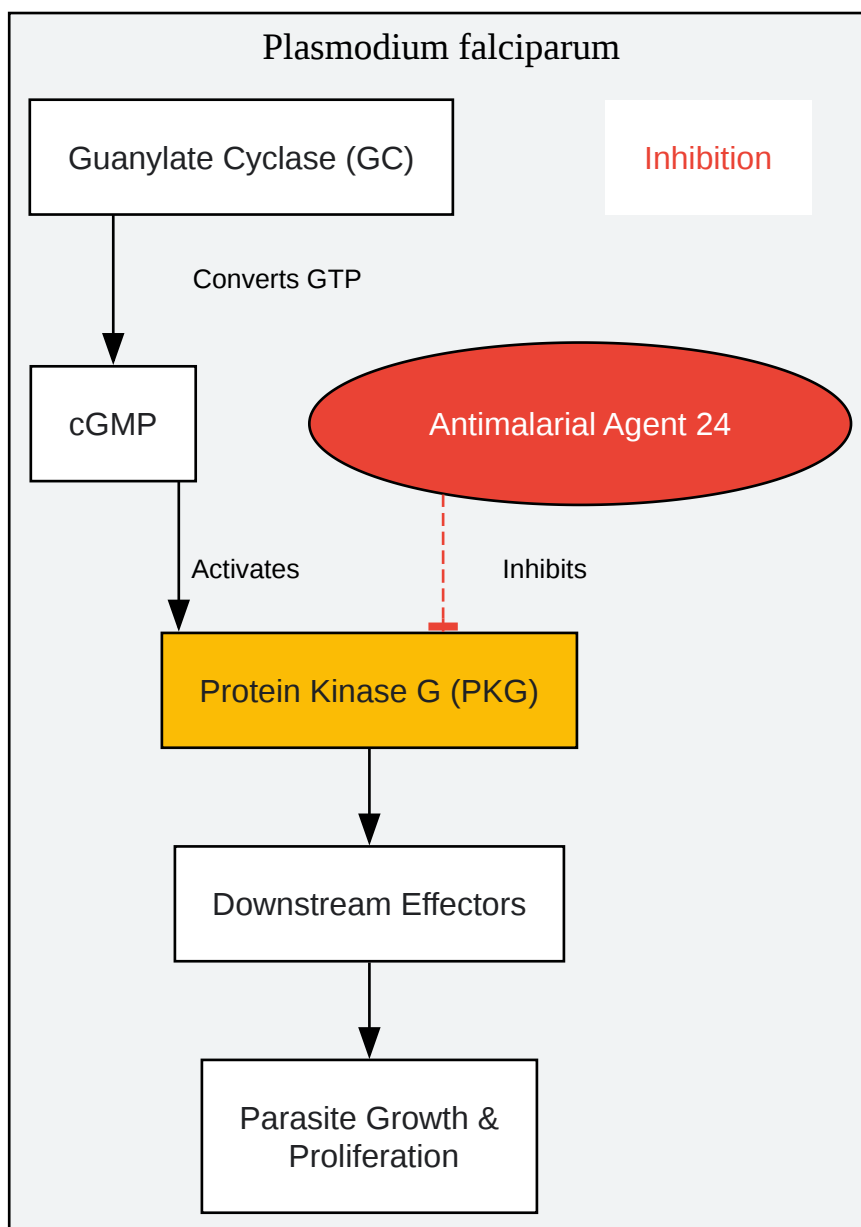 Plasmodium falciparum
Guanylate Cyclase (GC)
Inhibition
Converts GTP
cGMP
Antimalarial Agent 24
Activates
Inhibits
Protein Kinase G (PKG)
Downstream Effectors
Parasite Growth &
Proliferation